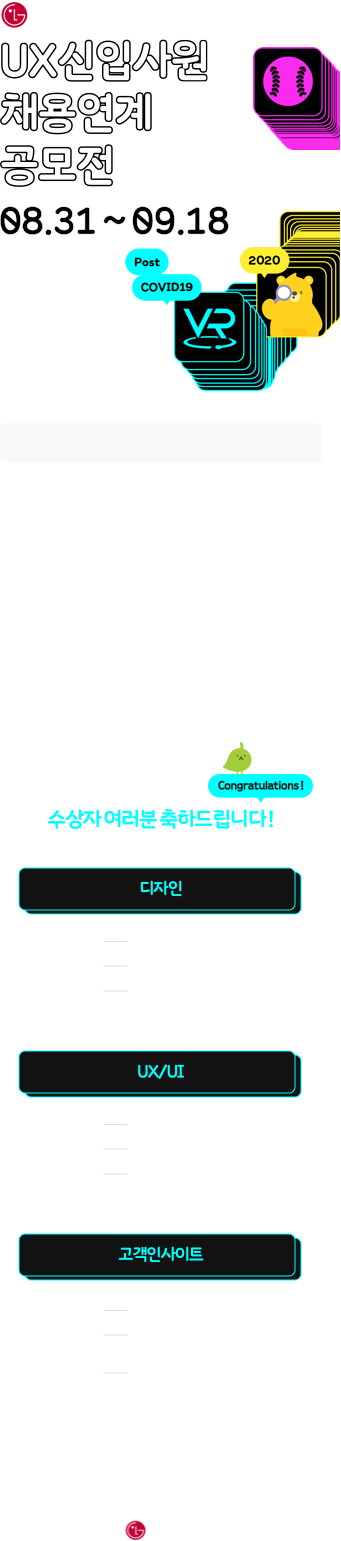 UX신입사원
채용연계
공모전
08.31 ~ 09.18
Post
COVID19
2020
VR
Congratulations!
수상자 여러분 축하드립니다!
디자인
UX/UI
고객인사이트